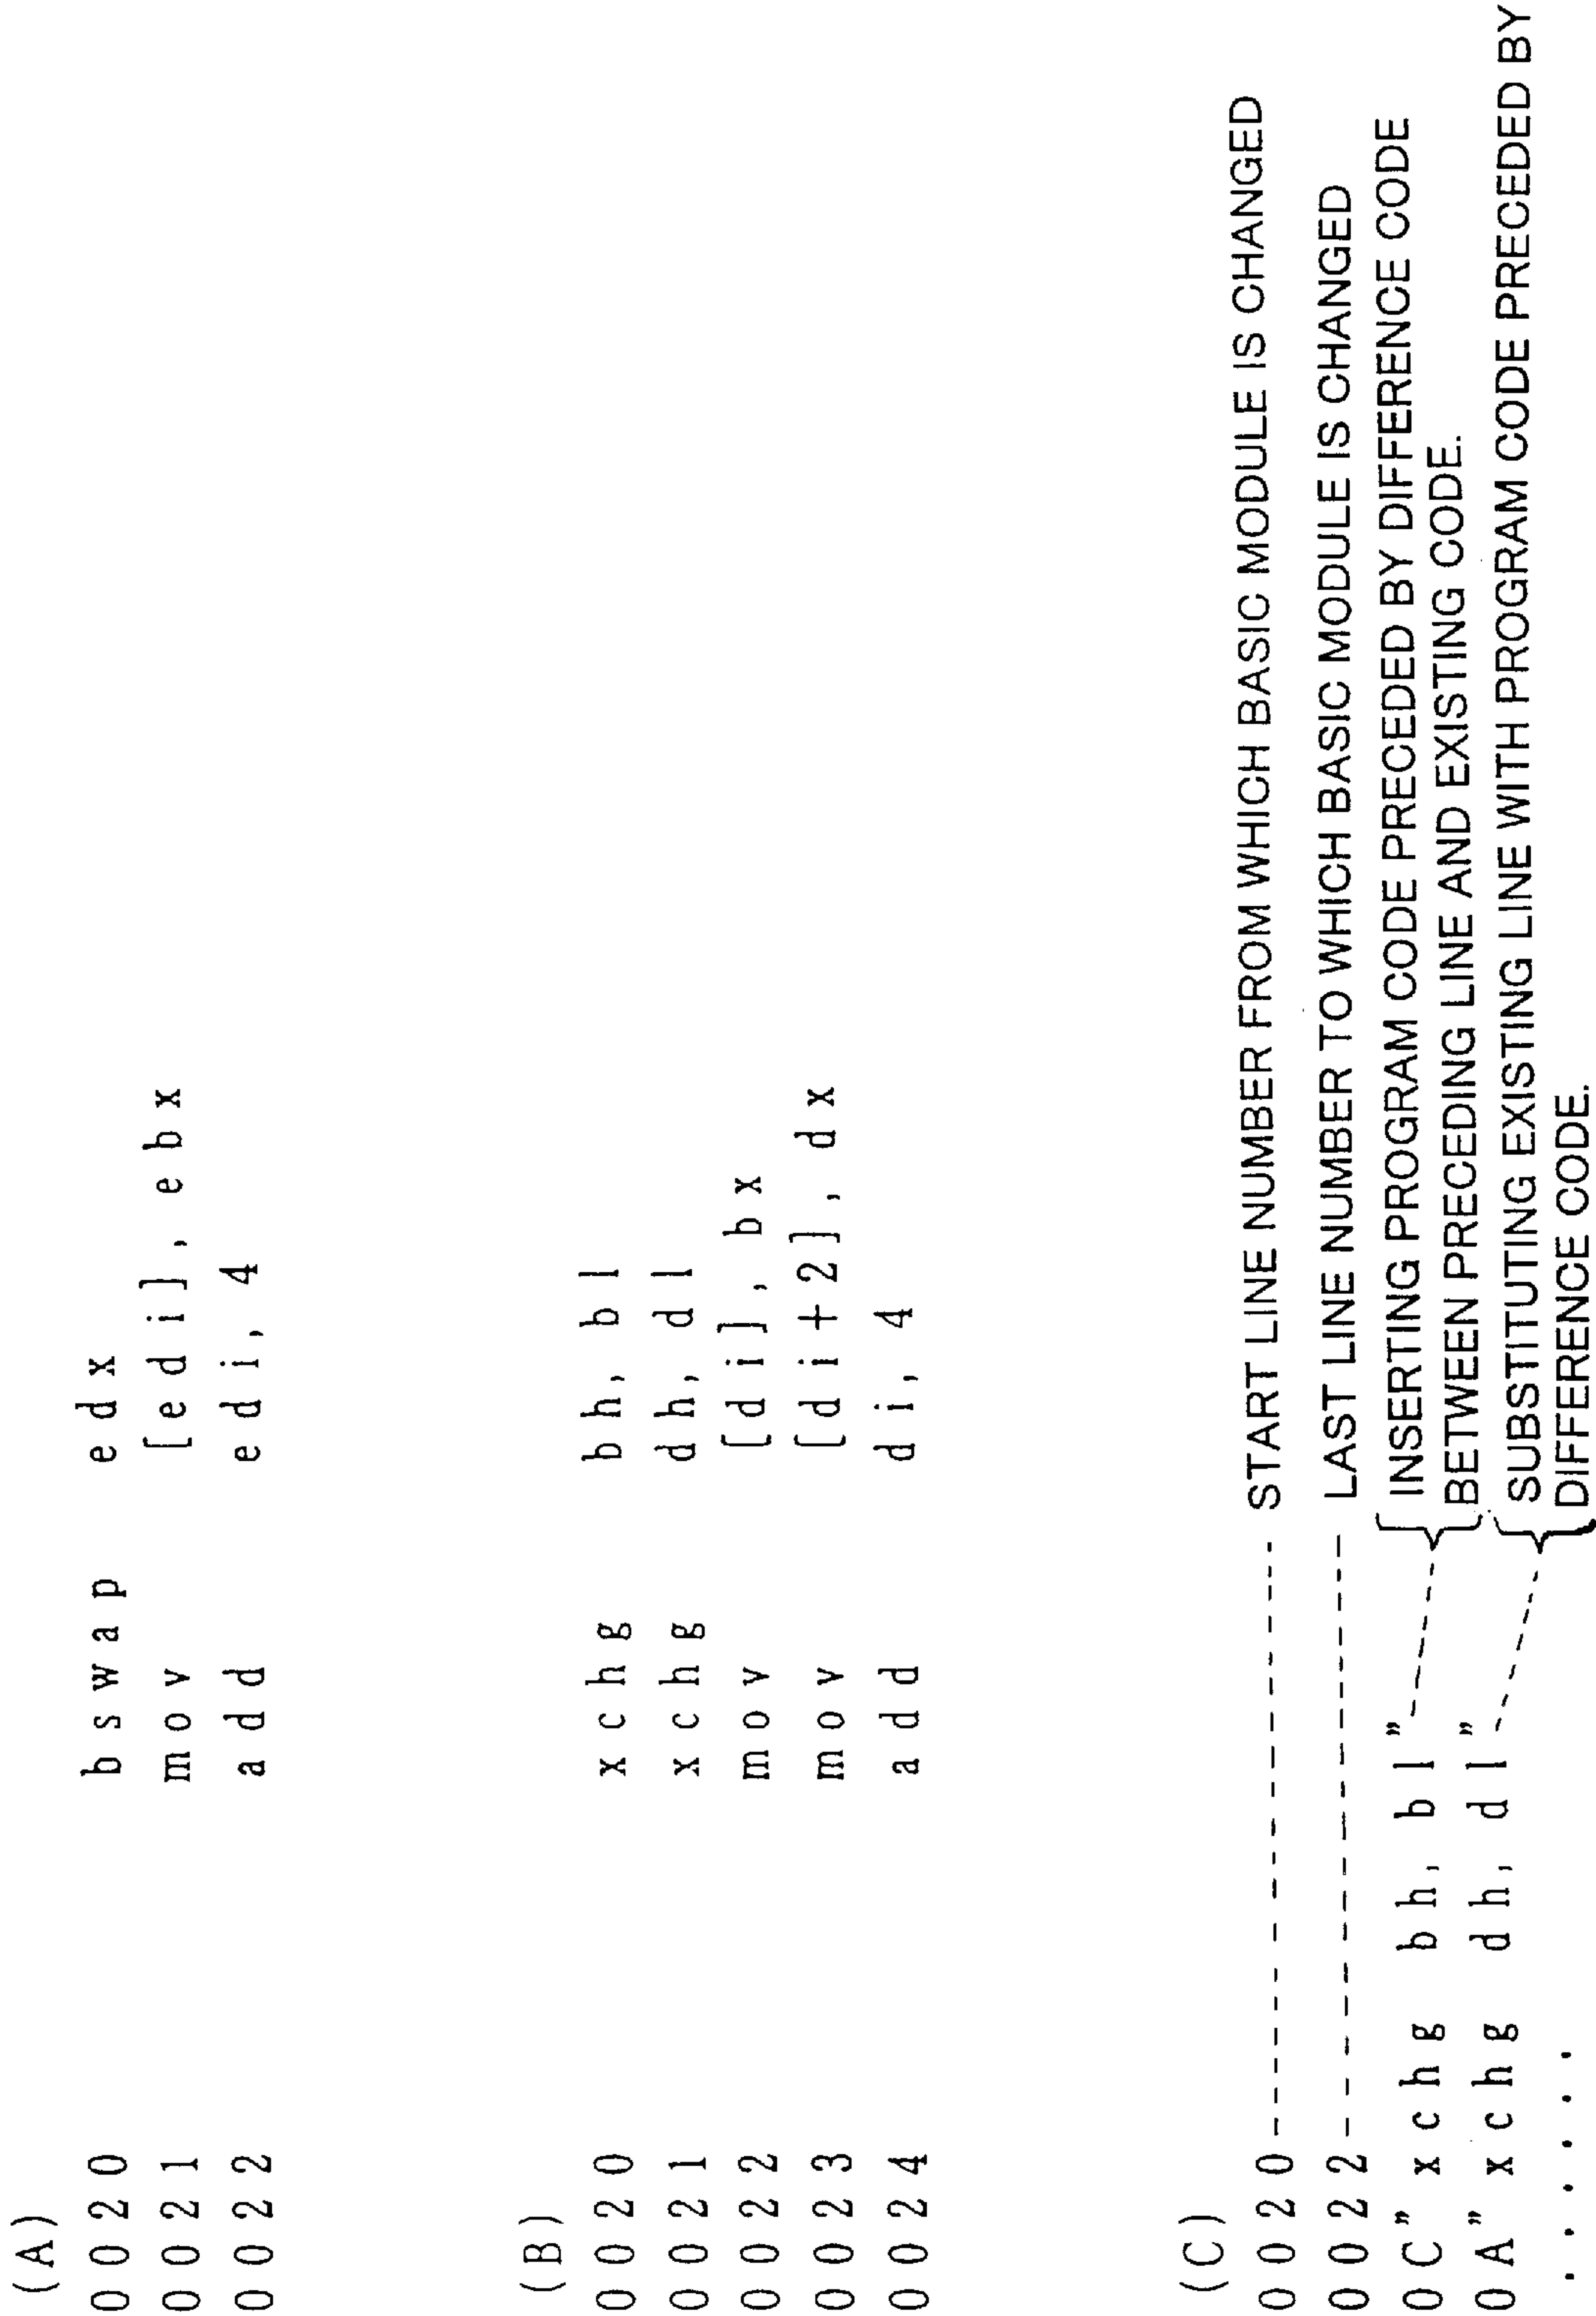 (A)
0020 bswap edx
0021 mov [edi], ebx
0022 add edi, 4
(B)
0020 xchg bh, bl
0021 xchg dh, dl
0022 mov [di], bx
0023 mov [di+2], dx
0024 add di, 4
(C)
0020 START LINE NUMBER FROM WHICH BASIC MODULE IS CHANGED
0022 LAST LINE NUMBER TO WHICH BASIC MODULE IS CHANGED
0C"xchg bh, bl" INSERTING PROGRAM CODE PRECEDED BY DIFFERENCE CODE
BETWEEN PRECEDING LINE AND EXISTING CODE.
0A"xchg dh, dl" SUBSTITUTING EXISTING LINE WITH PROGRAM CODE PRECEDED BY
DIFFERENCE CODE.
......